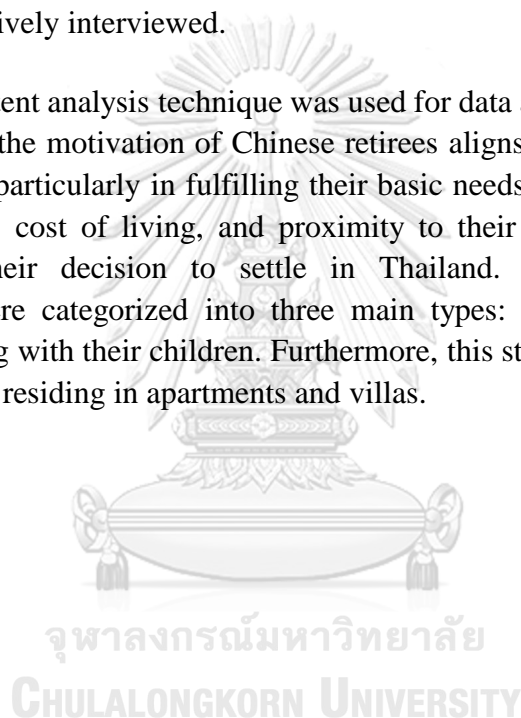 ively interviewed.
ent analysis technique was used for data
the motivation of Chinese retirees aligns
particularly in fulfilling their basic needs
cost of living, and proximity to their
heir decision to settle in Thailand.
re categorized into three main types:
g with their children. Furthermore, this st
residing in apartments and villas.
จุฬาลงกรณ์มหาวิทยาลัย
CHULALONGKORN UNIVERSITY